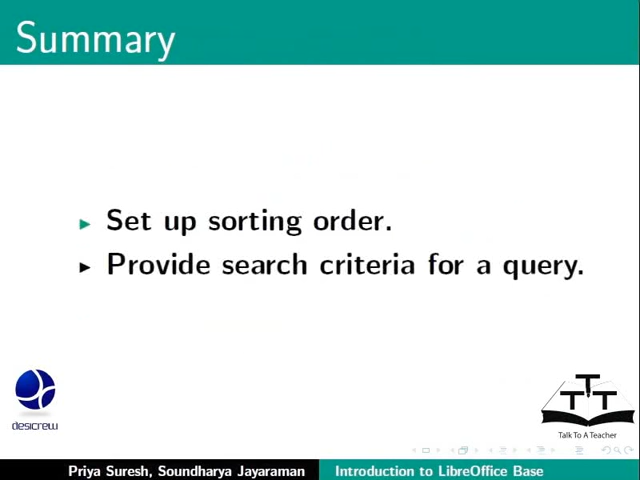 Summary
Set up sorting order.
Provide search criteria for a query.
desicrew
T
T T
Talk To A Teacher
Priya Suresh, Soundharya Jayaraman Introduction to LibreOffice Base